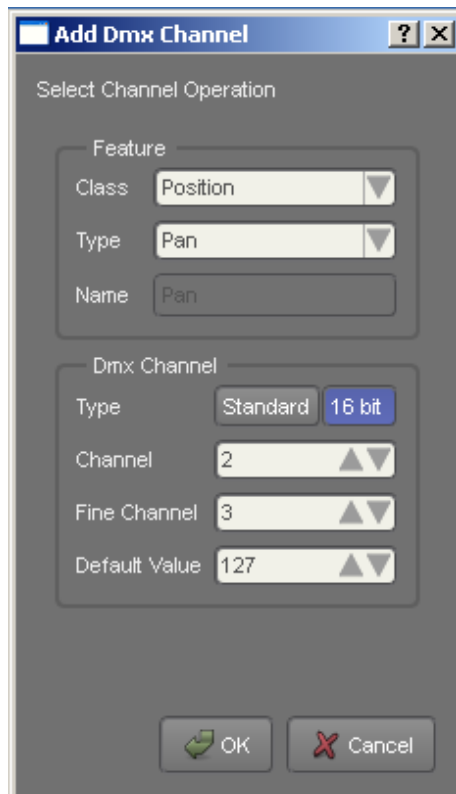 Add Dmx Channel
Select Channel Operation
Feature
Class Position
Type Pan
Name Pan
Dmx Channel
Type Standard 16 bit
Channel 2
Fine Channel 3
Default Value 127
OK Cancel